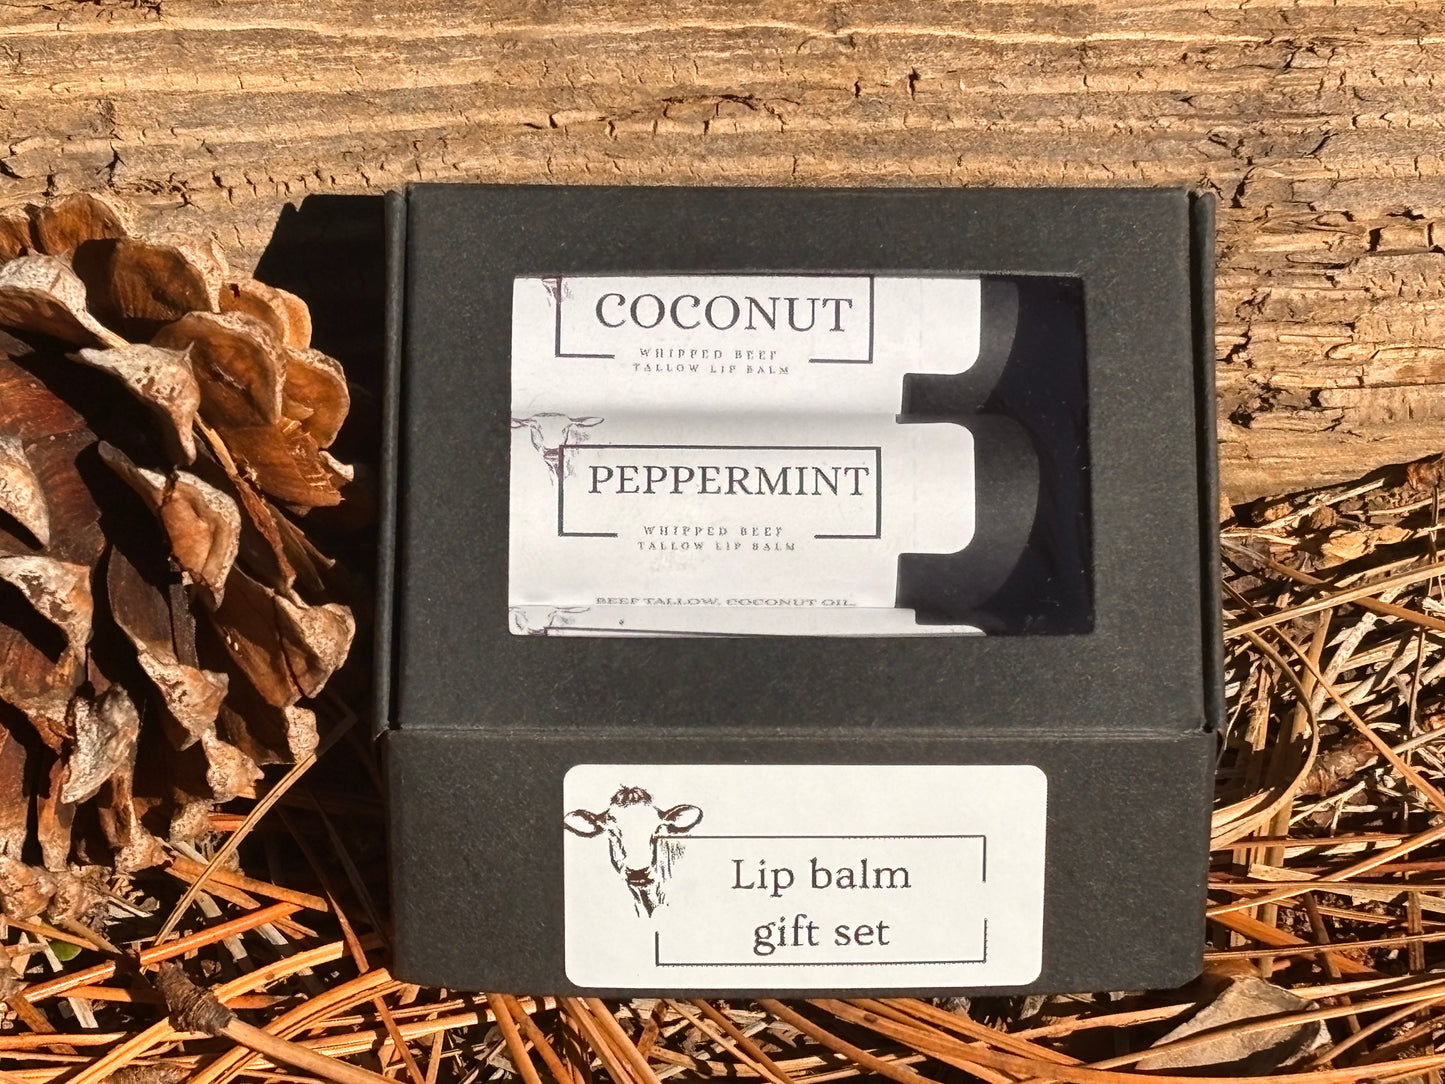 COCONUT
WHIPPED BEEF
TALLOW LIP BALM
PEPPERMINT
WHIPPED BEEF
TALLOW LIP BALM
BEEF TALLOW, COCONUT OIL,
Lip balm
gift set